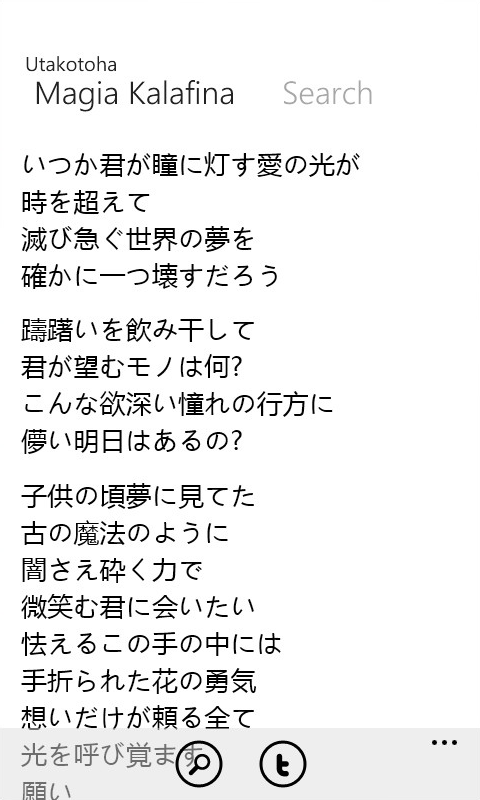 Utakotoha
Magia Kalafina Search
いつか君が瞳に灯す愛の光が
時を超えて
滅び急ぐ世界の夢を
確かに一つ壊すだろう
躊躇いを飲み干して
君が望むモノは何?
こんな欲深い憧れの行方に
儚い明日はあるの?
子供の頃夢に見てた
古の魔法のように
闇さえ砕く力で
微笑む君に会いたい
怯えるこの手の中には
手折られた花の勇気
想いだけが頼る全て
光を呼び覚ます
願い